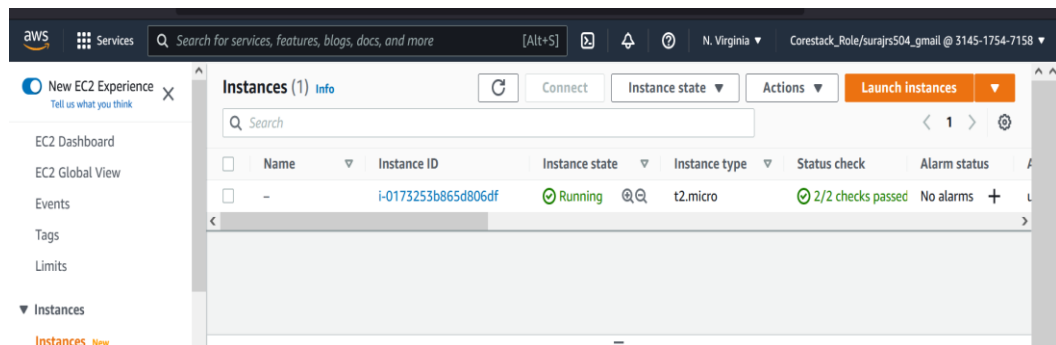 aws Services Search for services, features, blogs, docs, and more [Alt+S] N. Virginia ▼ Corestack_Role/surajrs504_gmail @ 3145-1754-7158 ▼
New EC2 Experience
Tell us what you think
EC2 Dashboard
EC2 Global View
Events
Tags
Limits
▼ Instances
Instances New
Instances (1) Info Connect Instance state ▼ Actions ▼ Launch instances ▼
Search 1
Name Instance ID Instance state Instance type Status check Alarm status
– i-0173253b865d806df Running t2.micro 2/2 checks passed No alarms +